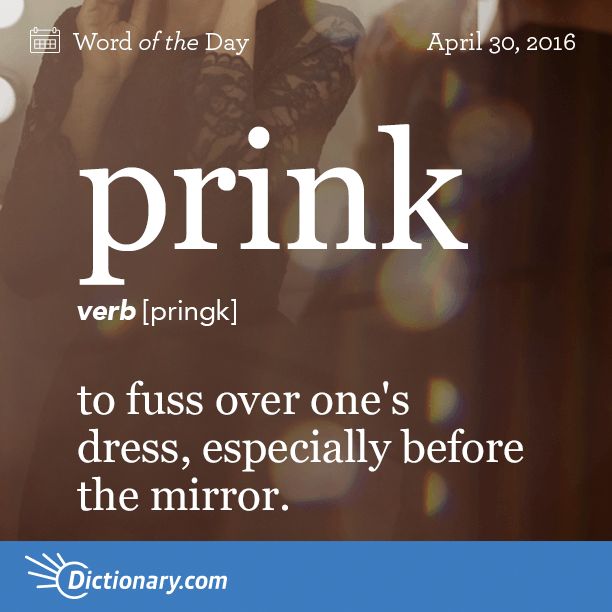 Word of the Day
April 30, 2016
prink
verb [pringk]
to fuss over one's
dress, especially before
the mirror.
Dictionary.com